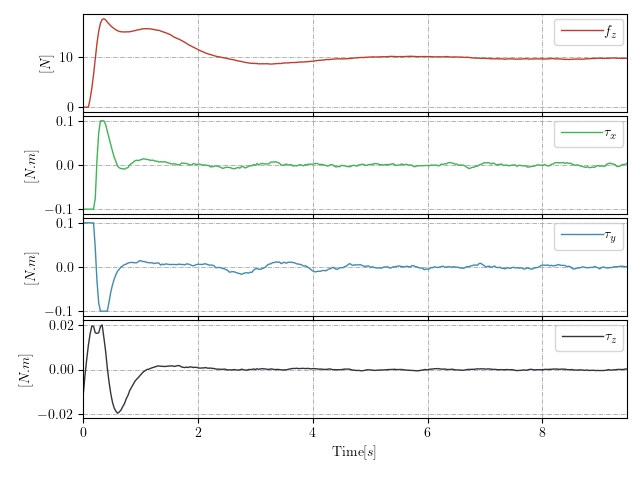 10
0
[N]
f_z
0.1
0.0
−0.1
[N.m]
τ_x
0.1
0.0
−0.1
[N.m]
τ_y
0.02
0.00
−0.02
[N.m]
τ_z
0 2 4 6 8
Time[s]